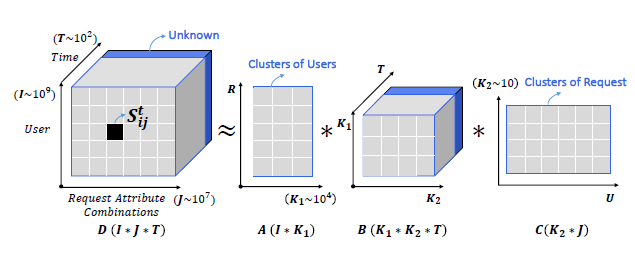 (T~10²)
Unknown
Time
(I~10⁹)
User
Sᵗᵢⱼ
Request Attribute (J~10⁷)
Combinations
D (I * J * T)
≈
Clusters of Users
R
(K₁~10⁴)
A (I * K₁)
*
T
K₁
K₂
B (K₁ * K₂ * T)
*
(K₂~10) Clusters of Request
U
C(K₂ * J)